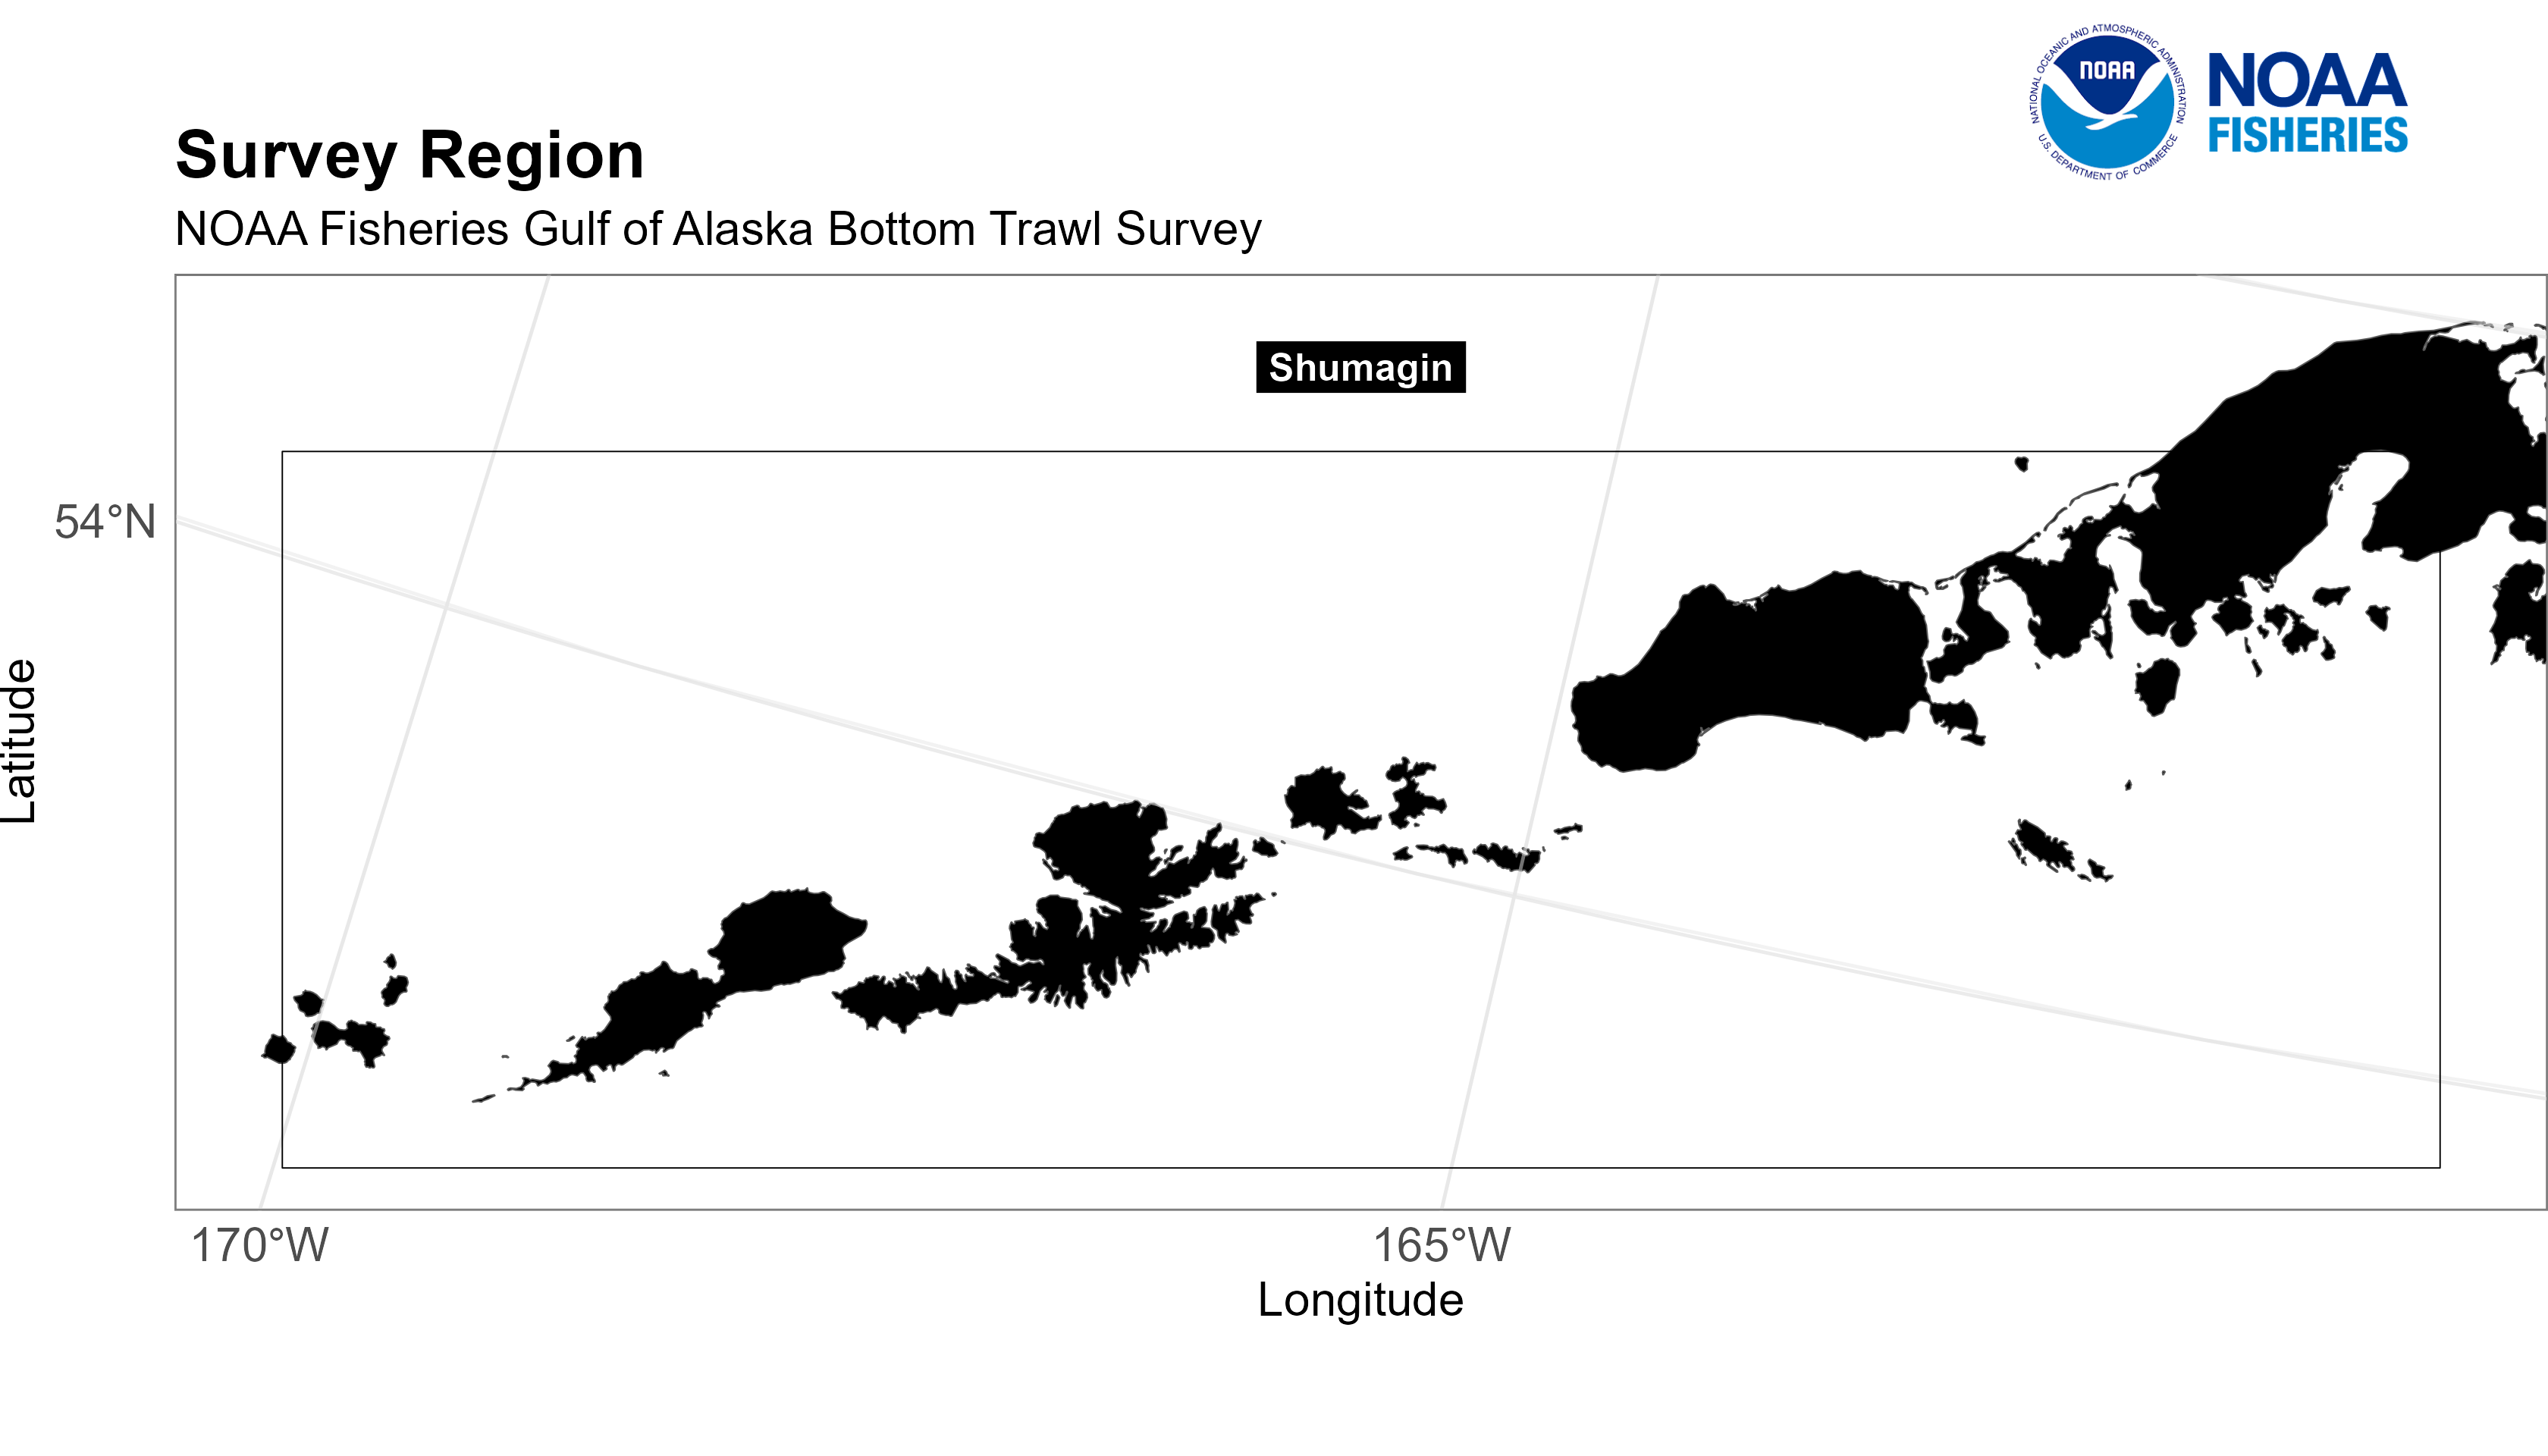 NATIONAL OCEANIC AND ATMOSPHERIC ADMINISTRATION
U.S. DEPARTMENT OF COMMERCE
NOAA
NOAA
FISHERIES
Survey Region
NOAA Fisheries Gulf of Alaska Bottom Trawl Survey
Shumagin
54°N
Latitude
170°W
165°W
Longitude